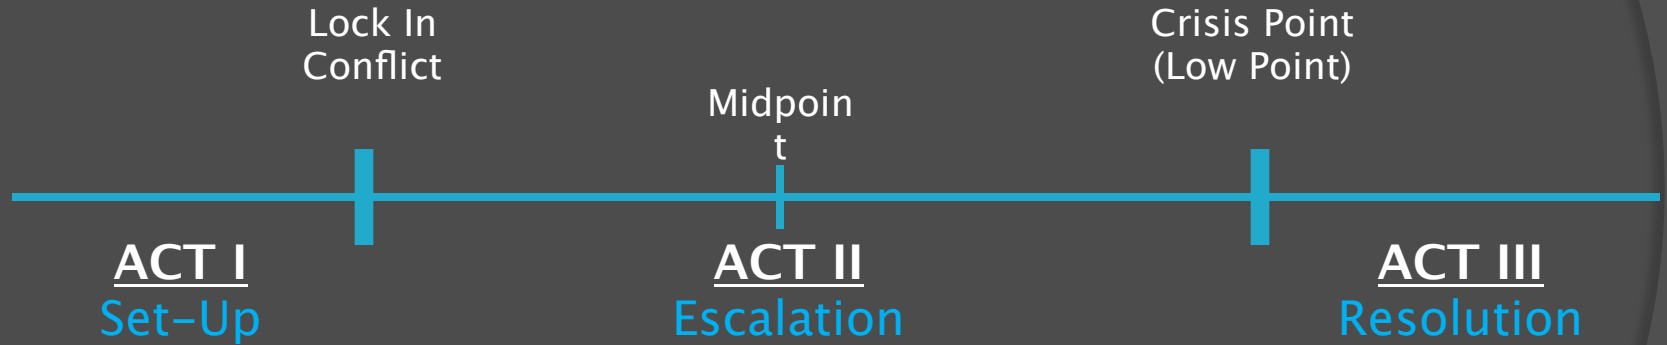 Lock In
Conflict
Midpoin
t
Crisis Point
(Low Point)
ACT I
Set-Up
ACT II
Escalation
ACT III
Resolution